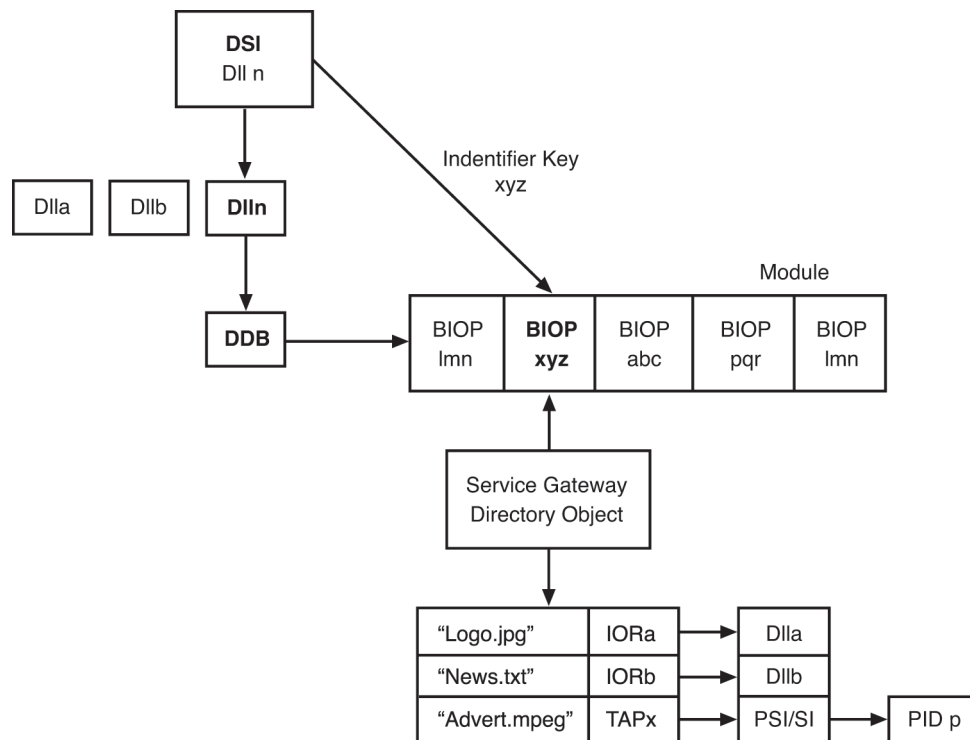 DSI
Dll n
Indentifier Key
xyz
Dlla
Dllb
Dlln
Module
DDB
BIOP
lmn
BIOP
xyz
BIOP
abc
BIOP
pqr
BIOP
lmn
Service Gateway
Directory Object
“Logo.jpg” IORa Dlla
“News.txt” IORb Dllb
“Advert.mpeg” TAPx PSI/SI PID p